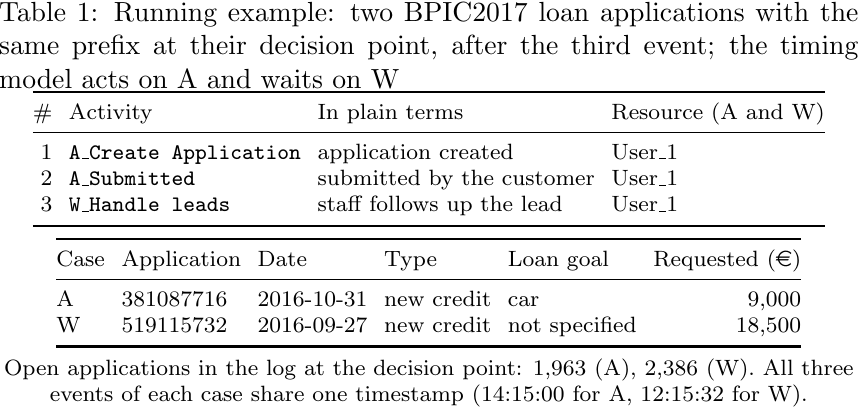 Table 1: Running example: two BPIC2017 loan applications with the
same prefix at their decision point, after the third event; the timing
model acts on A and waits on W
# Activity In plain terms Resource (A and W)
1 A_Create Application application created User_1
2 A_Submitted submitted by the customer User_1
3 W_Handle leads staff follows up the lead User_1
Case Application Date Type Loan goal Requested (€)
A 381087716 2016-10-31 new credit car 9,000
W 519115732 2016-09-27 new credit not specified 18,500
Open applications in the log at the decision point: 1,963 (A), 2,386 (W). All three
events of each case share one timestamp (14:15:00 for A, 12:15:32 for W).